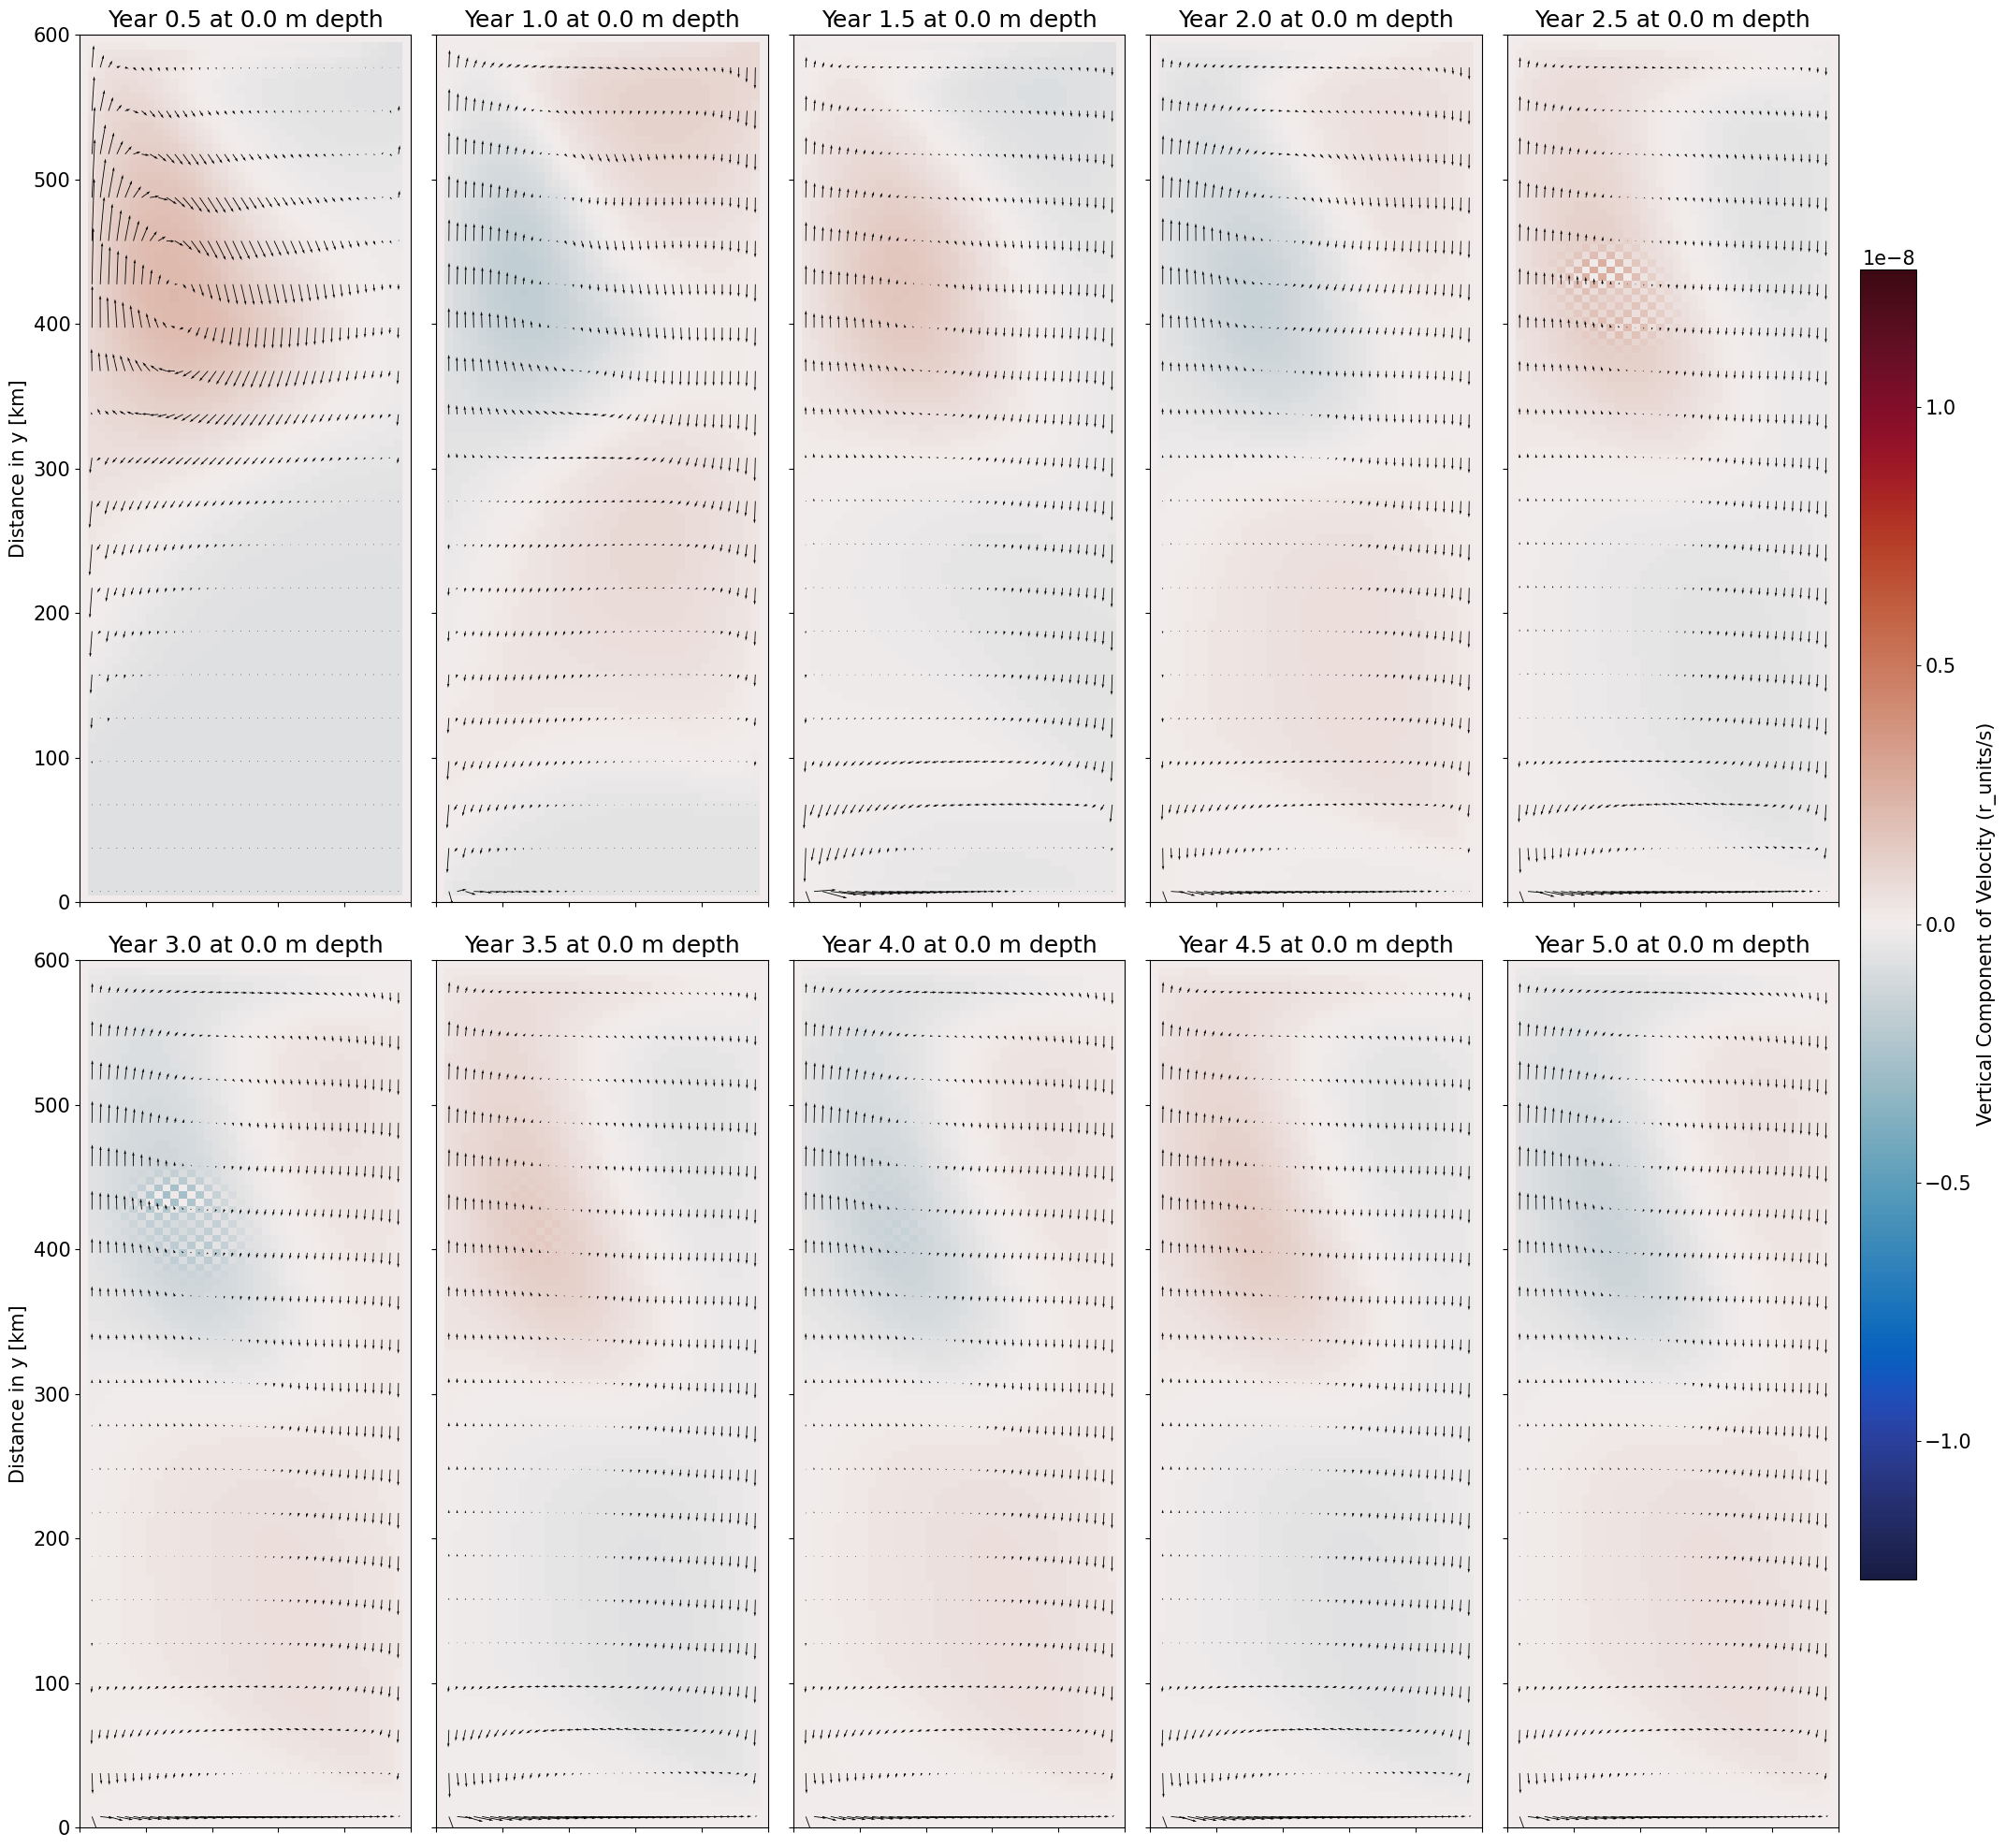 Year 0.5 at 0.0 m depth
Year 1.0 at 0.0 m depth
Year 1.5 at 0.0 m depth
Year 2.0 at 0.0 m depth
Year 2.5 at 0.0 m depth
600
500
400
300
200
100
0
Distance in y [km]
Year 3.0 at 0.0 m depth
Year 3.5 at 0.0 m depth
Year 4.0 at 0.0 m depth
Year 4.5 at 0.0 m depth
Year 5.0 at 0.0 m depth
600
500
400
300
200
100
0
Distance in y [km]
1e−8
1.0
0.5
0.0
−0.5
−1.0
Vertical Component of Velocity (r_units/s)